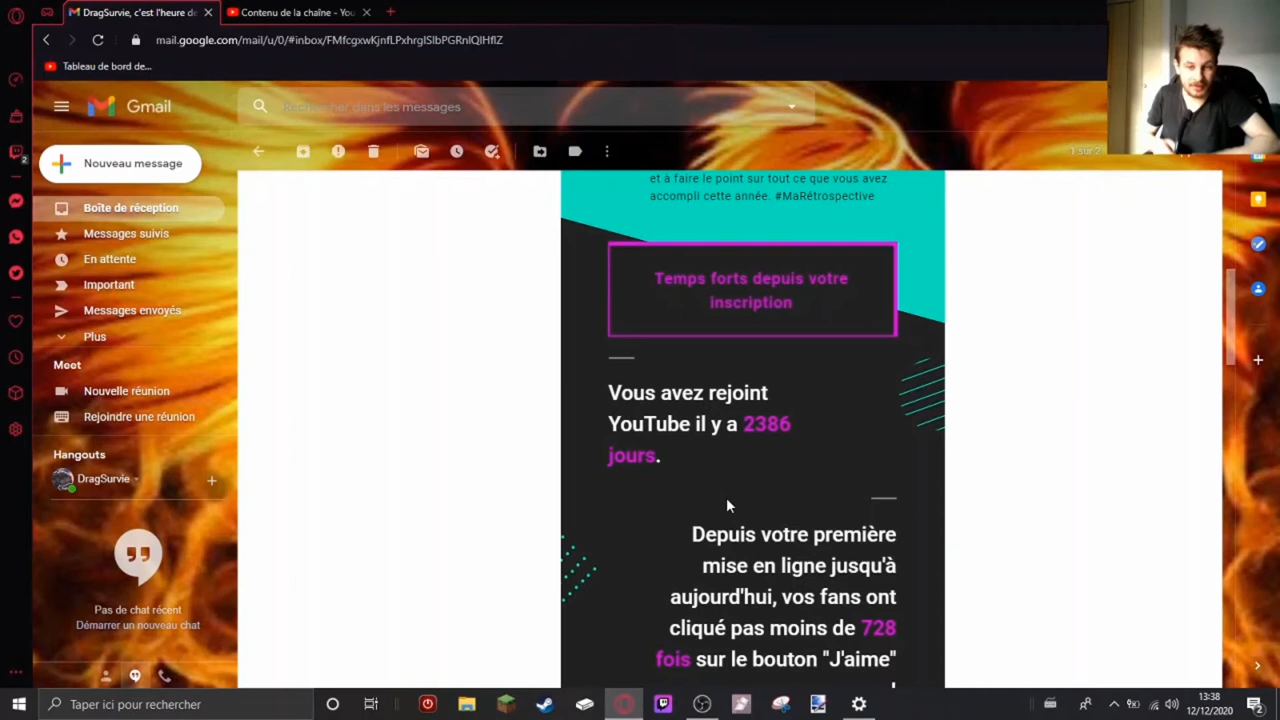 DragSurvie, c'est l'heure de
Contenu de la chaîne - You
mail.google.com/mail/u/0/#inbox/FMfcgxwKjnfLPxhrglSlbPGRnlQlHflZ
Tableau de bord de...
Gmail
Rechercher dans les messages
Nouveau message
1 sur 2
Boîte de réception
Messages suivis
En attente
Important
Messages envoyés
Plus
Meet
Nouvelle réunion
Rejoindre une réunion
Hangouts
DragSurvie
Pas de chat récent
Démarrer un nouveau chat
et à faire le point sur tout ce que vous avez
accompli cette année. #MaRétrospective
Temps forts depuis votre
inscription
Vous avez rejoint
YouTube il y a 2386
jours.
Depuis votre première
mise en ligne jusqu'à
aujourd'hui, vos fans ont
cliqué pas moins de 728
fois sur le bouton "J'aime"
!
2
Taper ici pour rechercher
13:38
12/12/2020
2